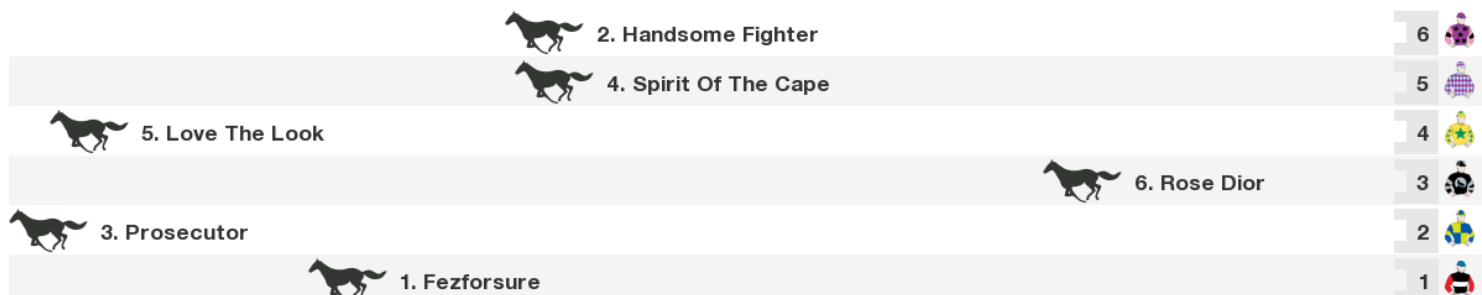 2. Handsome Fighter 6
4. Spirit Of The Cape 5
5. Love The Look 4
6. Rose Dior 3
3. Prosecutor 2
1. Fezforsure 1